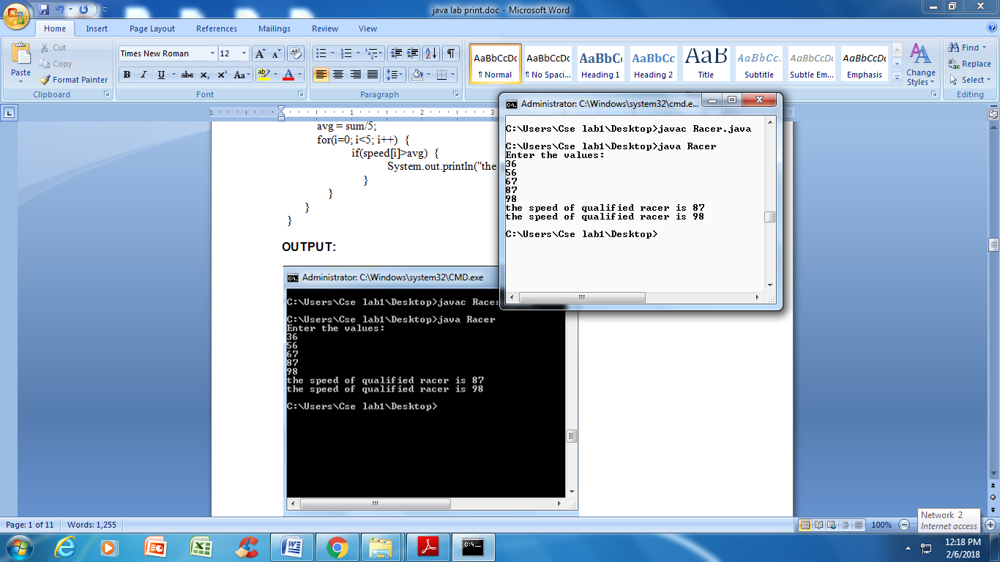 java lab print.doc - Microsoft Word
Home Insert Page Layout References Mailings Review View
Paste
Cut
Copy
Format Painter
Clipboard
Times New Roman 12
B I U abc x₂ x² Aa
Font
Paragraph
AaBbCcDc AaBbCcDc AaBbCc AaBbCc AaB AaBbCc. AaBbCcDc AaBbCcDc
¶ Normal ¶ No Spaci... Heading 1 Heading 2 Title Subtitle Subtle Em... Emphasis
Change Styles
Find
Replace
Select
Editing
1 1 2 3
avg = sum/5;
for(i=0; i<5; i++) {
if(speed[i]>avg) {
System.out.println("the
}
}
}
}
OUTPUT:
Administrator: C:\Windows\system32\CMD.exe
C:\Users\Cse lab1\Desktop>javac Racer
C:\Users\Cse lab1\Desktop>java Racer
Enter the values:
36
56
67
87
98
the speed of qualified racer is 87
the speed of qualified racer is 98
C:\Users\Cse lab1\Desktop>
Administrator: C:\Windows\system32\cmd.e...
C:\Users\Cse lab1\Desktop>javac Racer.java
C:\Users\Cse lab1\Desktop>java Racer
Enter the values:
36
56
67
87
98
the speed of qualified racer is 87
the speed of qualified racer is 98
C:\Users\Cse lab1\Desktop>
Page: 1 of 11 Words: 1,255
100%
Network 2
Internet access
12:18 PM
2/6/2018